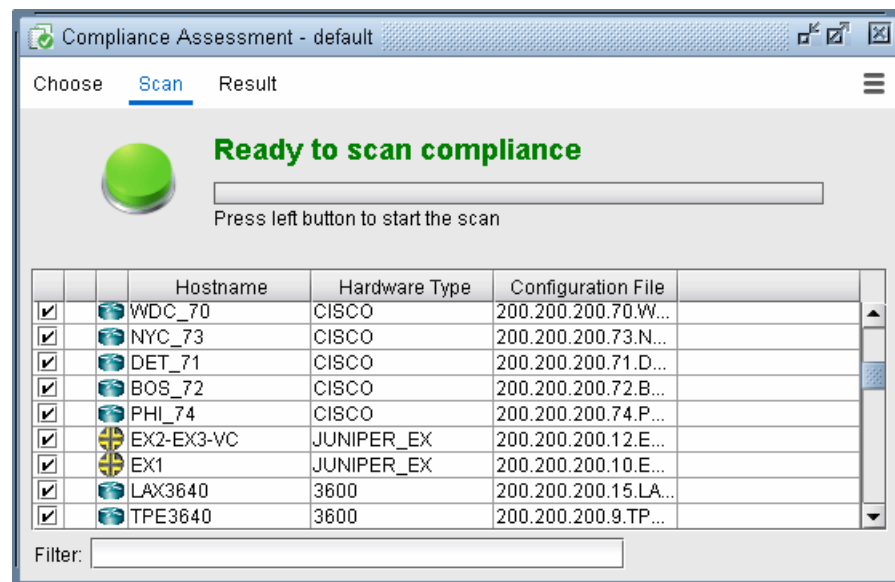 Compliance Assessment - default
Choose Scan Result
Ready to scan compliance
Press left button to start the scan
Hostname Hardware Type Configuration File
WDC_70 CISCO 200.200.200.70.W...
NYC_73 CISCO 200.200.200.73.N...
DET_71 CISCO 200.200.200.71.D...
BOS_72 CISCO 200.200.200.72.B...
PHI_74 CISCO 200.200.200.74.P...
EX2-EX3-VC JUNIPER_EX 200.200.200.12.E...
EX1 JUNIPER_EX 200.200.200.10.E...
LAX3640 3600 200.200.200.15.LA...
TPE3640 3600 200.200.200.9.TP...
Filter: